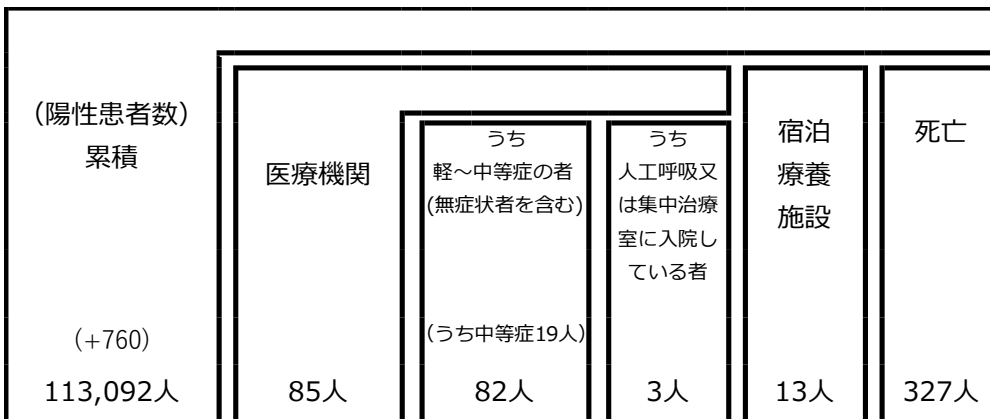 (陽性患者数)
累積
(+760)
113,092人
医療機関
85人
うち
軽～中等症の者
(無症状者を含む)
(うち中等症19人)
82人
うち
人工呼吸又
は集中治療
室に入院し
ている者
3人
宿泊
療養
施設
13人
死亡
327人